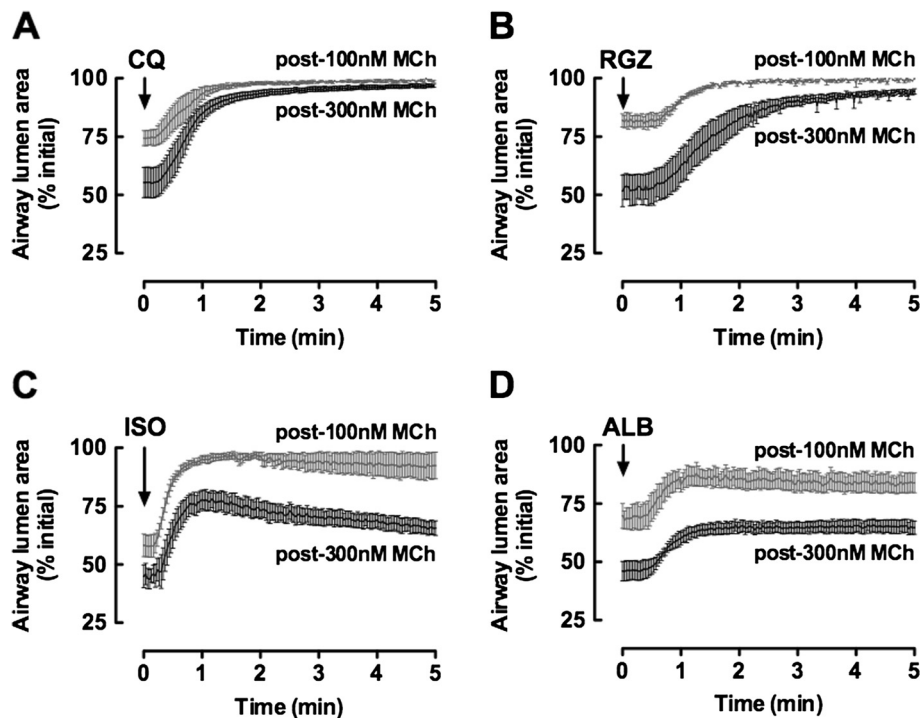 A
CQ
post-100nM MCh
post-300nM MCh
Airway lumen area
(% initial)
100
75
50
25
0 1 2 3 4 5
Time (min)
B
RGZ
post-100nM MCh
post-300nM MCh
Airway lumen area
(% initial)
100
75
50
25
0 1 2 3 4 5
Time (min)
C
ISO
post-100nM MCh
post-300nM MCh
Airway lumen area
(% initial)
100
75
50
25
0 1 2 3 4 5
Time (min)
D
ALB
post-100nM MCh
post-300nM MCh
Airway lumen area
(% initial)
100
75
50
25
0 1 2 3 4 5
Time (min)